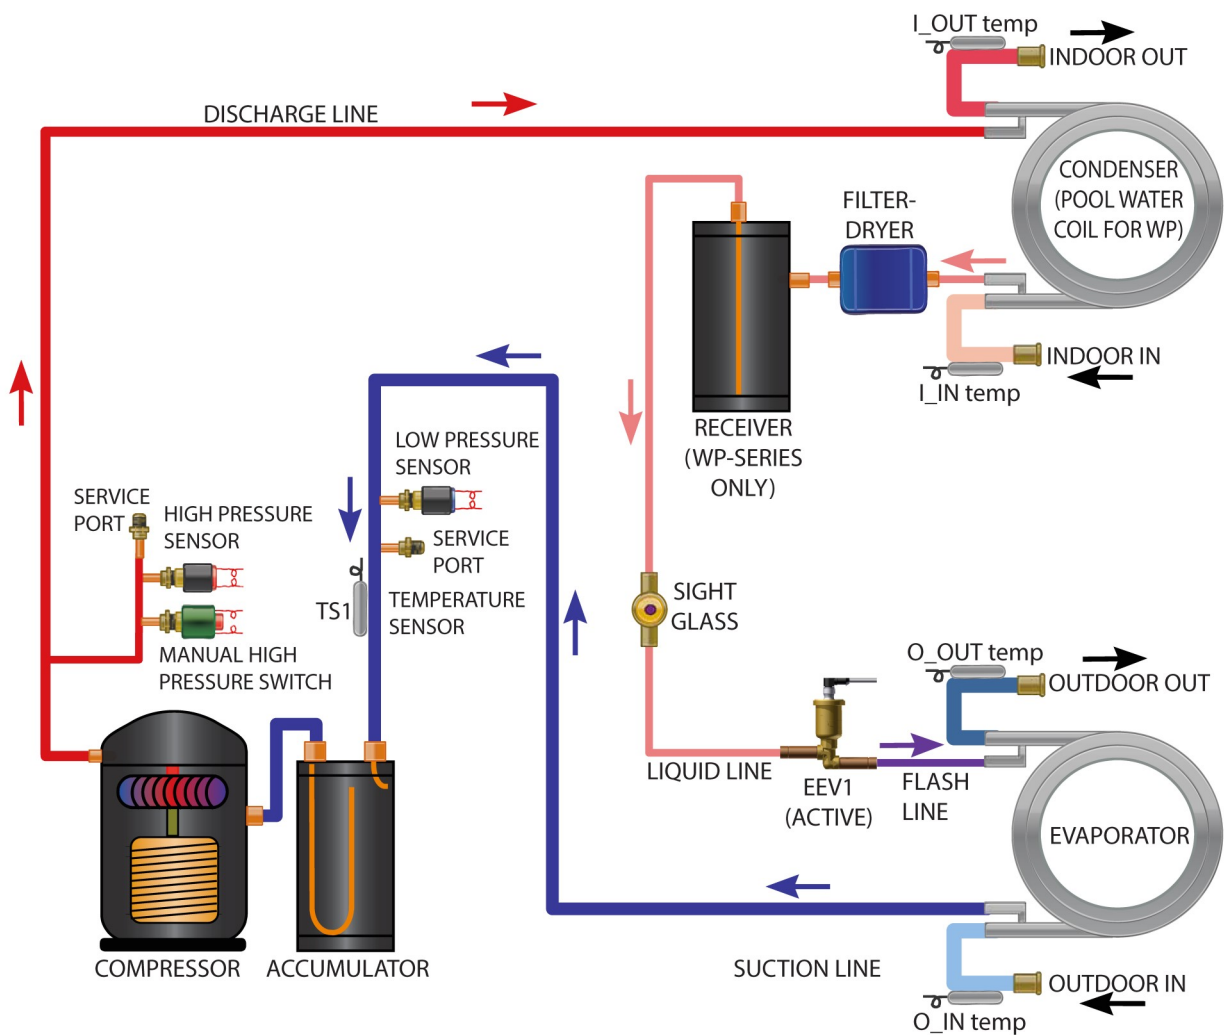 I_OUT temp
INDOOR OUT
DISCHARGE LINE
CONDENSER
(POOL WATER
COIL FOR WP)
FILTER-
DRYER
INDOOR IN
I_IN temp
RECEIVER
(WP-SERIES
ONLY)
LOW PRESSURE
SENSOR
SERVICE
PORT
HIGH PRESSURE
SENSOR
SERVICE
PORT
TS1
TEMPERATURE
SENSOR
SIGHT
GLASS
MANUAL HIGH
PRESSURE SWITCH
O_OUT temp
OUTDOOR OUT
LIQUID LINE
EEV1
(ACTIVE)
FLASH
LINE
EVAPORATOR
COMPRESSOR
ACCUMULATOR
SUCTION LINE
OUTDOOR IN
O_IN temp